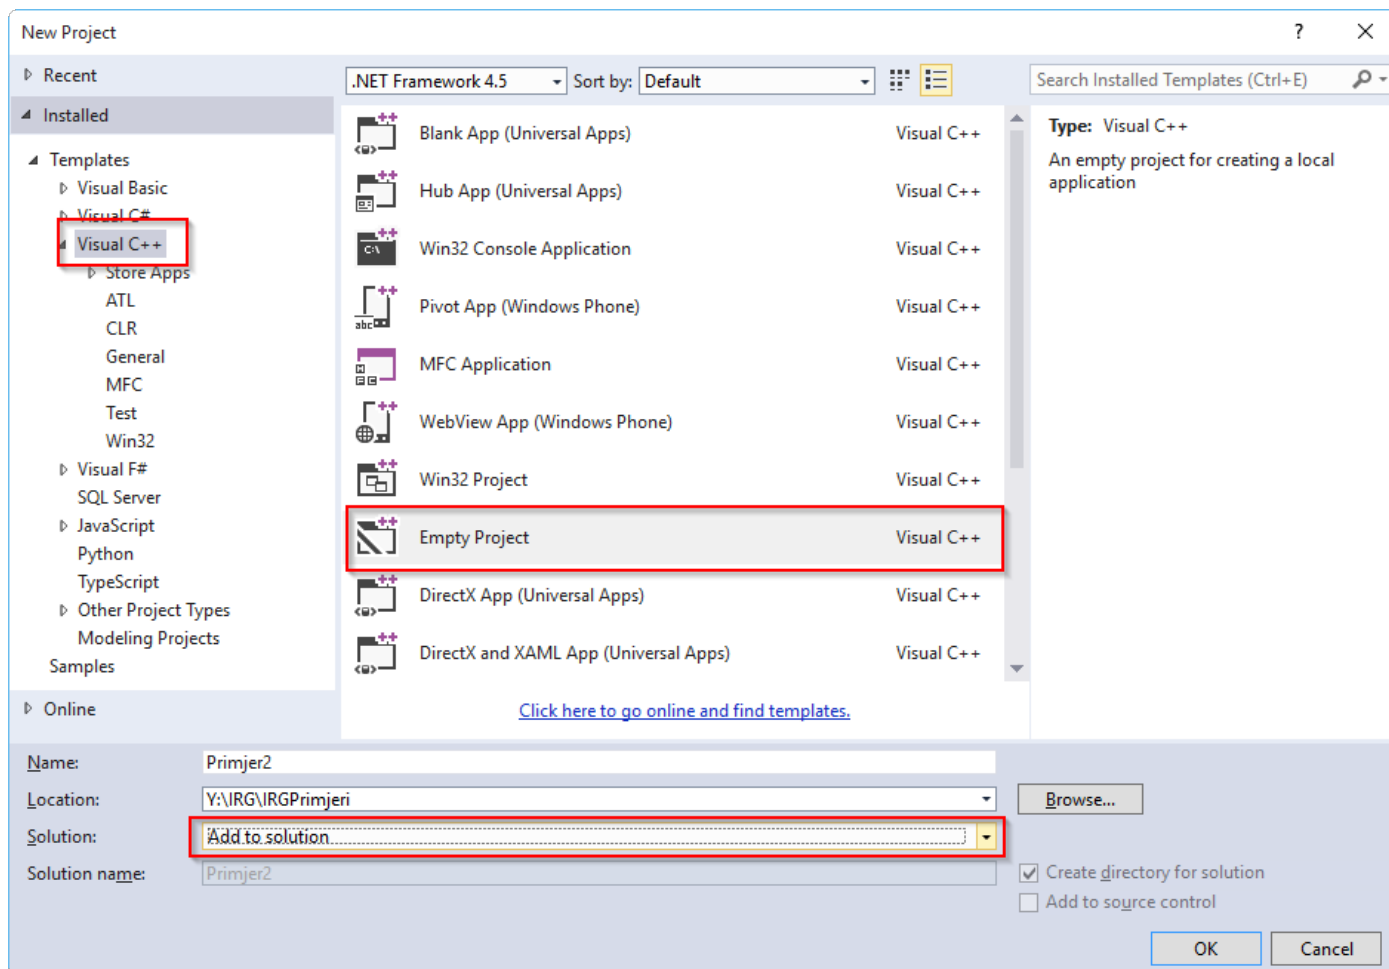 New Project
?
Recent
.NET Framework 4.5 Sort by: Default
Search Installed Templates (Ctrl+E)
Installed
Templates
Visual Basic
Visual C#
Visual C++
Store Apps
ATL
CLR
General
MFC
Test
Win32
Visual F#
SQL Server
JavaScript
Python
TypeScript
Other Project Types
Modeling Projects
Samples
Online
Blank App (Universal Apps) Visual C++
Hub App (Universal Apps) Visual C++
Win32 Console Application Visual C++
Pivot App (Windows Phone) Visual C++
MFC Application Visual C++
WebView App (Windows Phone) Visual C++
Win32 Project Visual C++
Empty Project Visual C++
DirectX App (Universal Apps) Visual C++
DirectX and XAML App (Universal Apps) Visual C++
Click here to go online and find templates.
Type: Visual C++
An empty project for creating a local
application
Name: Primjer2
Location: Y:\IRG\IRGPrimjeri Browse...
Solution: Add to solution
Solution name: Primjer2
Create directory for solution
Add to source control
OK Cancel